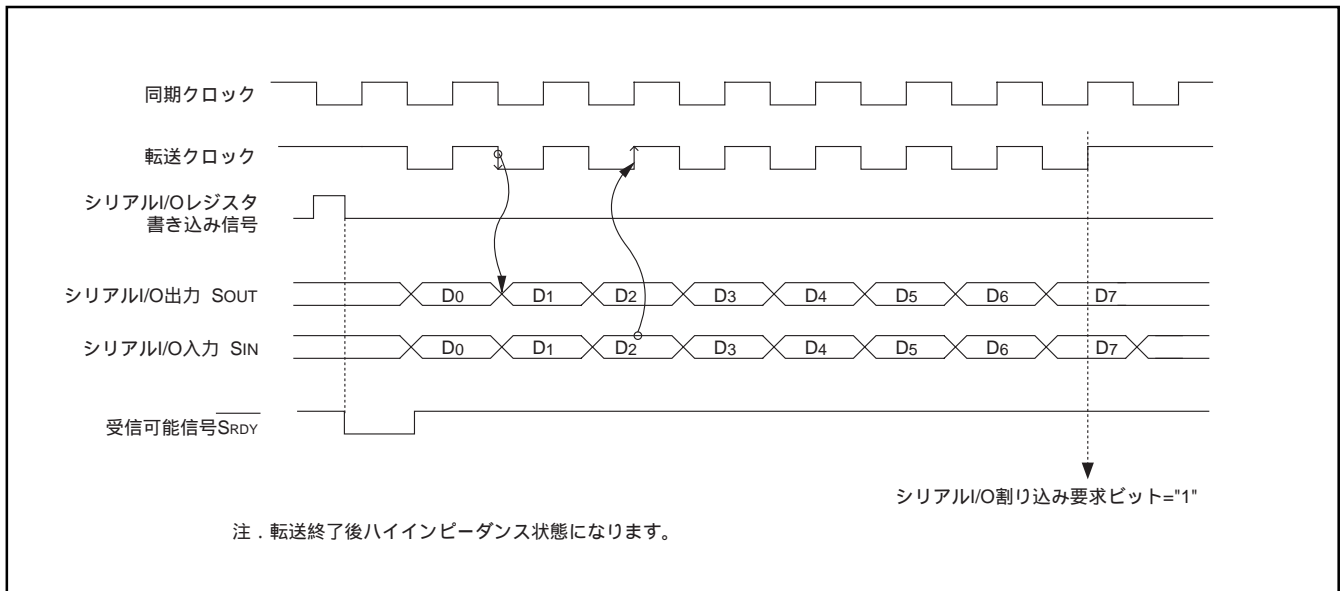 同期クロック
転送クロック
シリアルI/Oレジスタ
書き込み信号
シリアルI/O出力 SOUT
D0 D1 D2 D3 D4 D5 D6 D7
シリアルI/O入力 SIN
D0 D1 D2 D3 D4 D5 D6 D7
受信可能信号SRDY
シリアルI/O割り込み要求ビット="1"
注．転送終了後ハイインピーダンス状態になります。